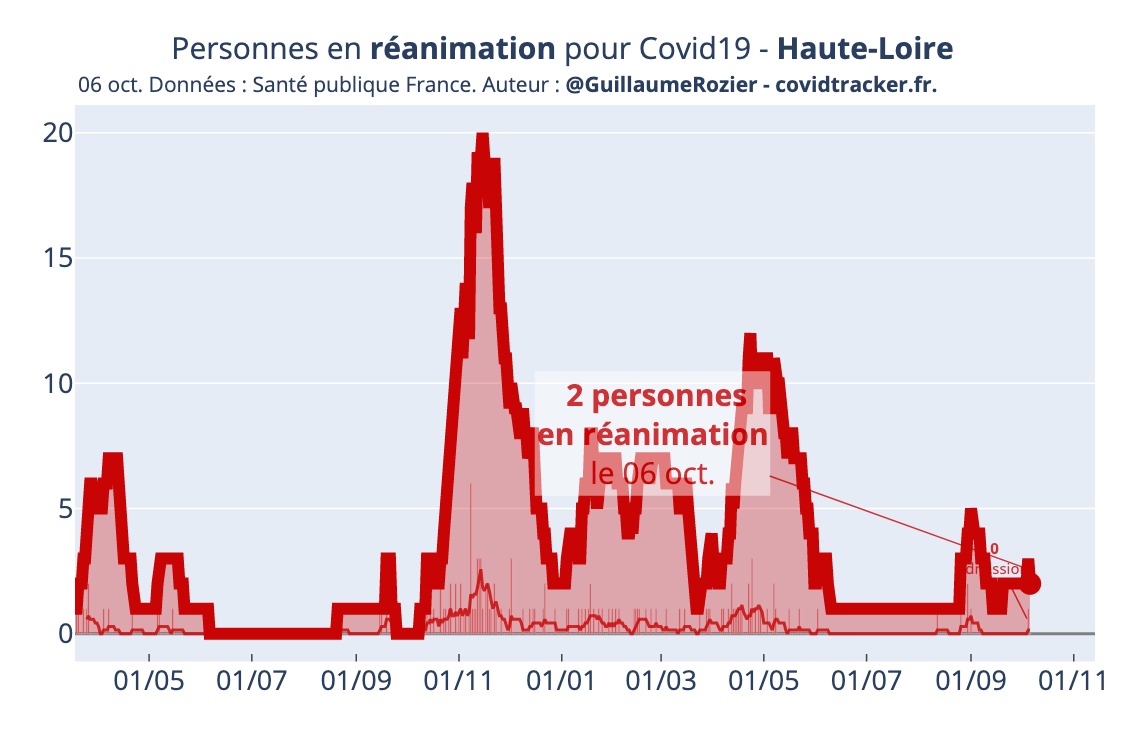 Personnes en réanimation pour Covid19 - Haute-Loire
06 oct. Données : Santé publique France. Auteur : @GuillaumeRozier - covidtracker.fr.
20
15
10
5
0
2 personnes
en réanimation
le 06 oct.
0
01/05 01/07 01/09 01/11 01/01 01/03 01/05 01/07 01/09 01/11